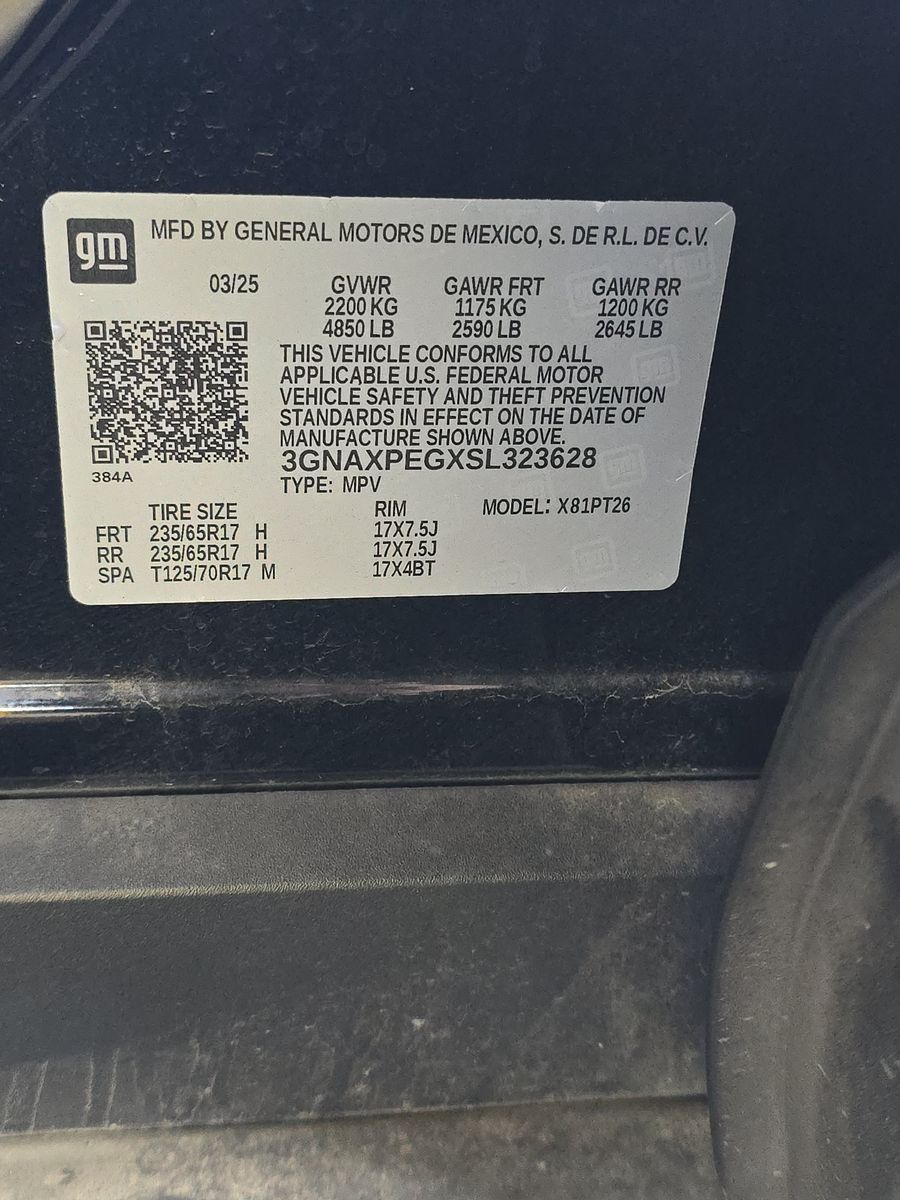 gm
MFD BY GENERAL MOTORS DE MEXICO, S. DE R.L. DE C.V.
03/25 GVWR GAWR FRT GAWR RR
2200 KG 1175 KG 1200 KG
4850 LB 2590 LB 2645 LB
THIS VEHICLE CONFORMS TO ALL
APPLICABLE U.S. FEDERAL MOTOR
VEHICLE SAFETY AND THEFT PREVENTION
STANDARDS IN EFFECT ON THE DATE OF
MANUFACTURE SHOWN ABOVE.
3GNAXPEGXSL323628
384A
TYPE: MPV
TIRE SIZE RIM MODEL: X81PT26
FRT 235/65R17 H 17X7.5J
RR 235/65R17 H 17X7.5J
SPA T125/70R17 M 17X4BT